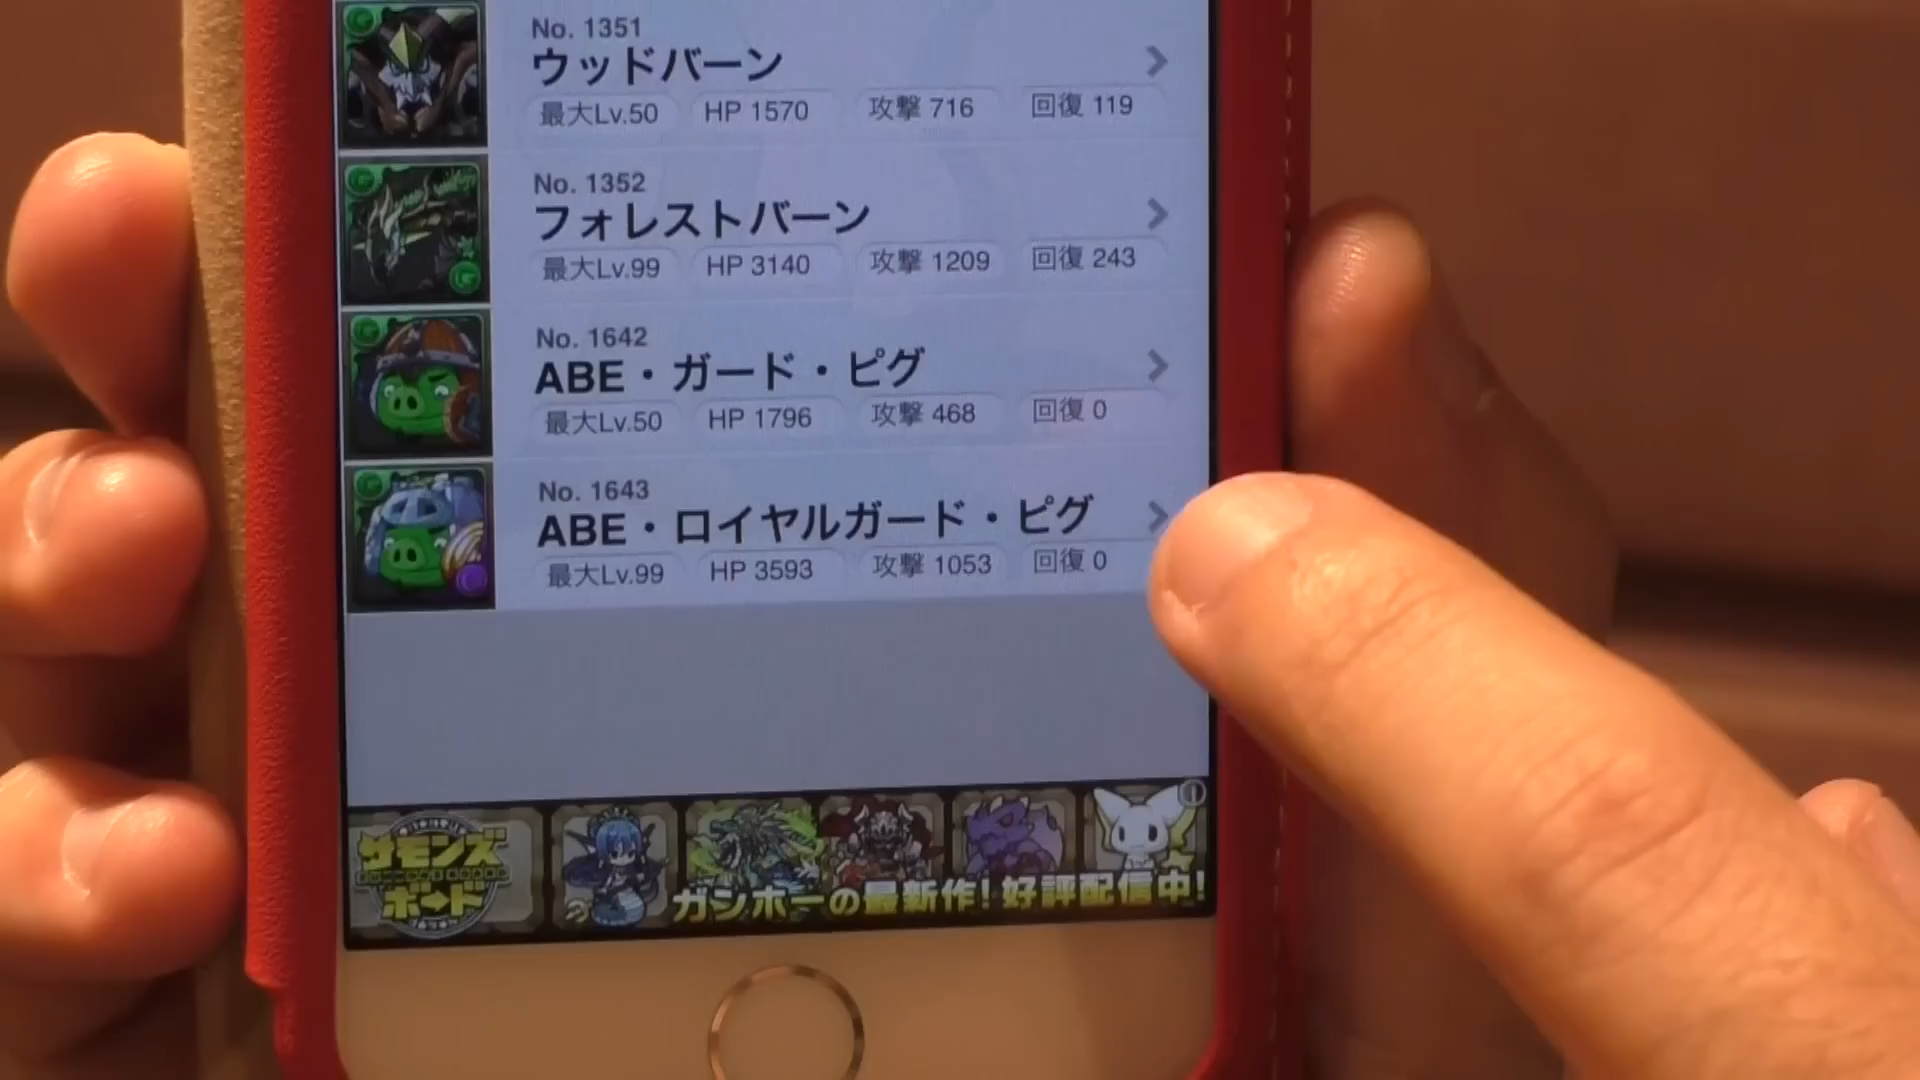 No. 1351
ウッドバーン
最大Lv.50 HP 1570 攻撃 716 回復 119
No. 1352
フォレストバーン
最大Lv.99 HP 3140 攻撃 1209 回復 243
No. 1642
ABE・ガード・ピグ
最大Lv.50 HP 1796 攻撃 468 回復 0
No. 1643
ABE・ロイヤルガード・ピグ
最大Lv.99 HP 3593 攻撃 1053 回復 0
サモンズ
ボード
ガンホーの最新作!好評配信中!